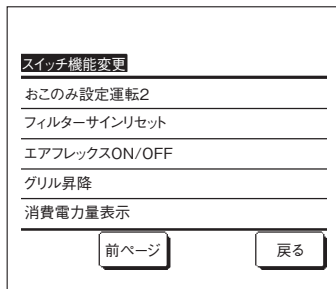 スイッチ機能変更
おこのみ設定運転2
フィルターサインリセット
エアフレックスON/OFF
グリル昇降
消費電力量表示
前ページ
戻る